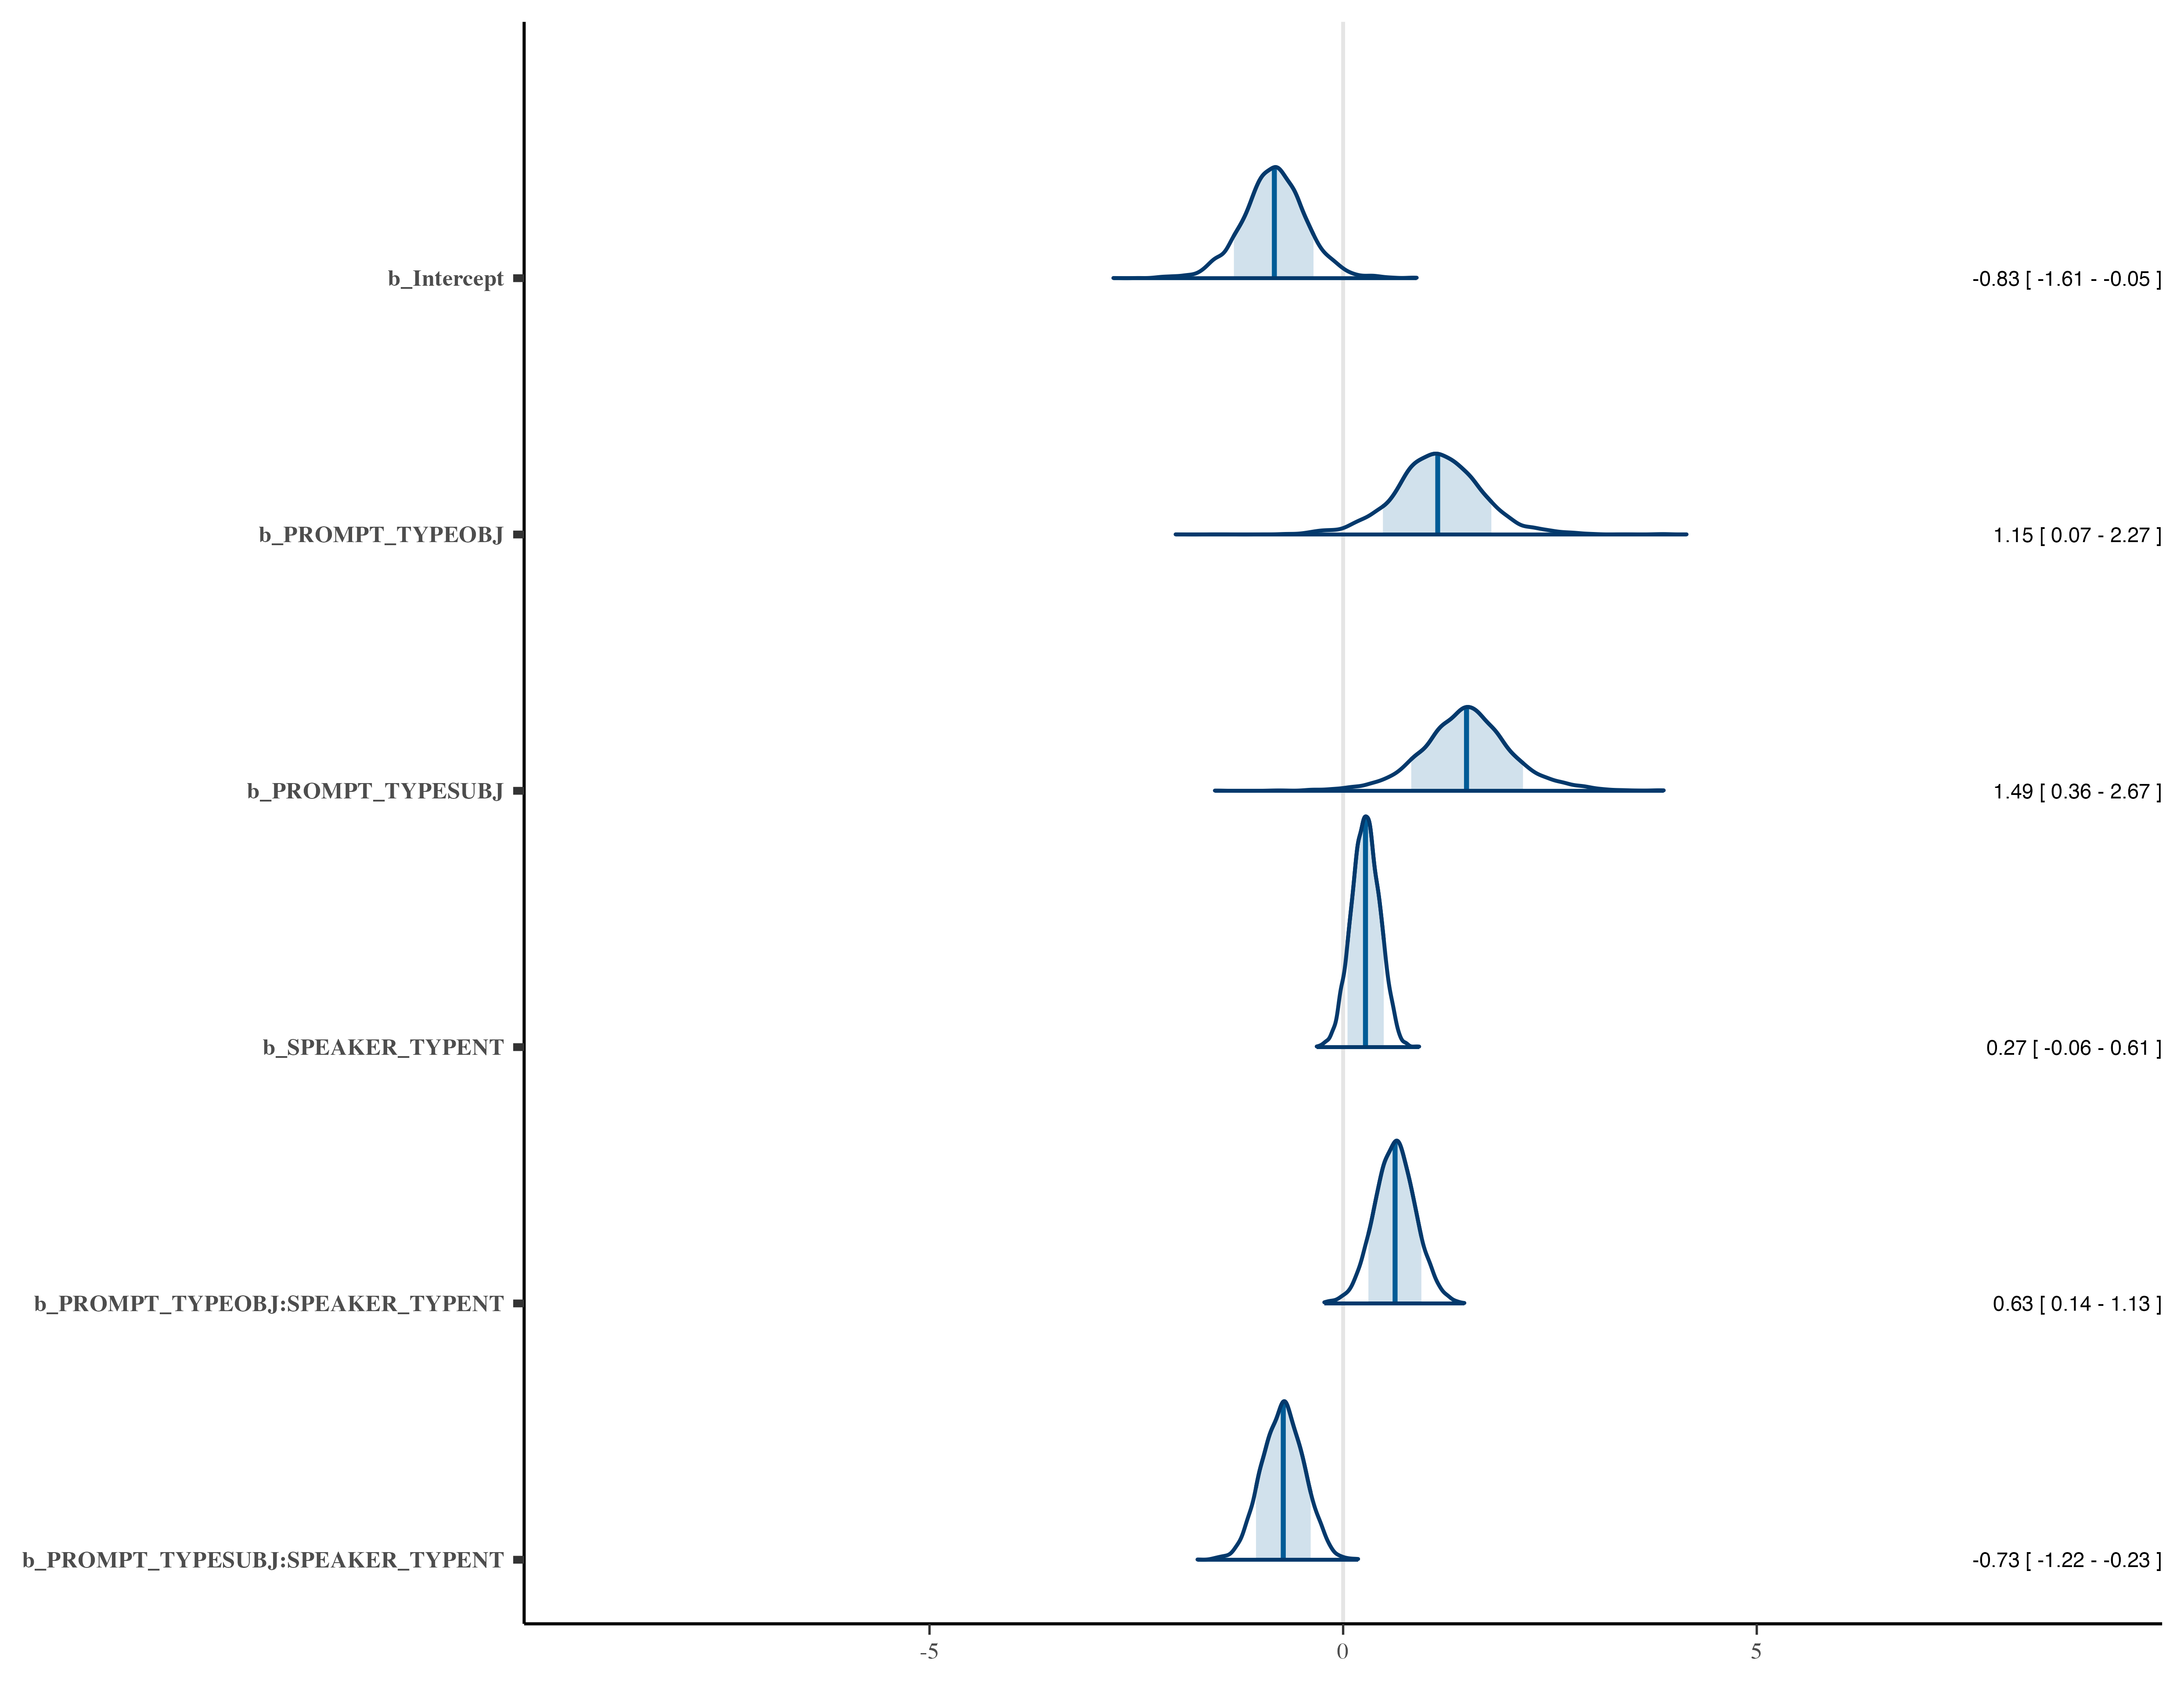 b_Intercept -0.83 [ -1.61 - -0.05 ]
b_PROMPT_TYPEOBJ 1.15 [ 0.07 - 2.27 ]
b_PROMPT_TYPESUBJ 1.49 [ 0.36 - 2.67 ]
b_SPEAKER_TYPENT 0.27 [ -0.06 - 0.61 ]
b_PROMPT_TYPEOBJ:SPEAKER_TYPENT 0.63 [ 0.14 - 1.13 ]
b_PROMPT_TYPESUBJ:SPEAKER_TYPENT -0.73 [ -1.22 - -0.23 ]
-5 0 5